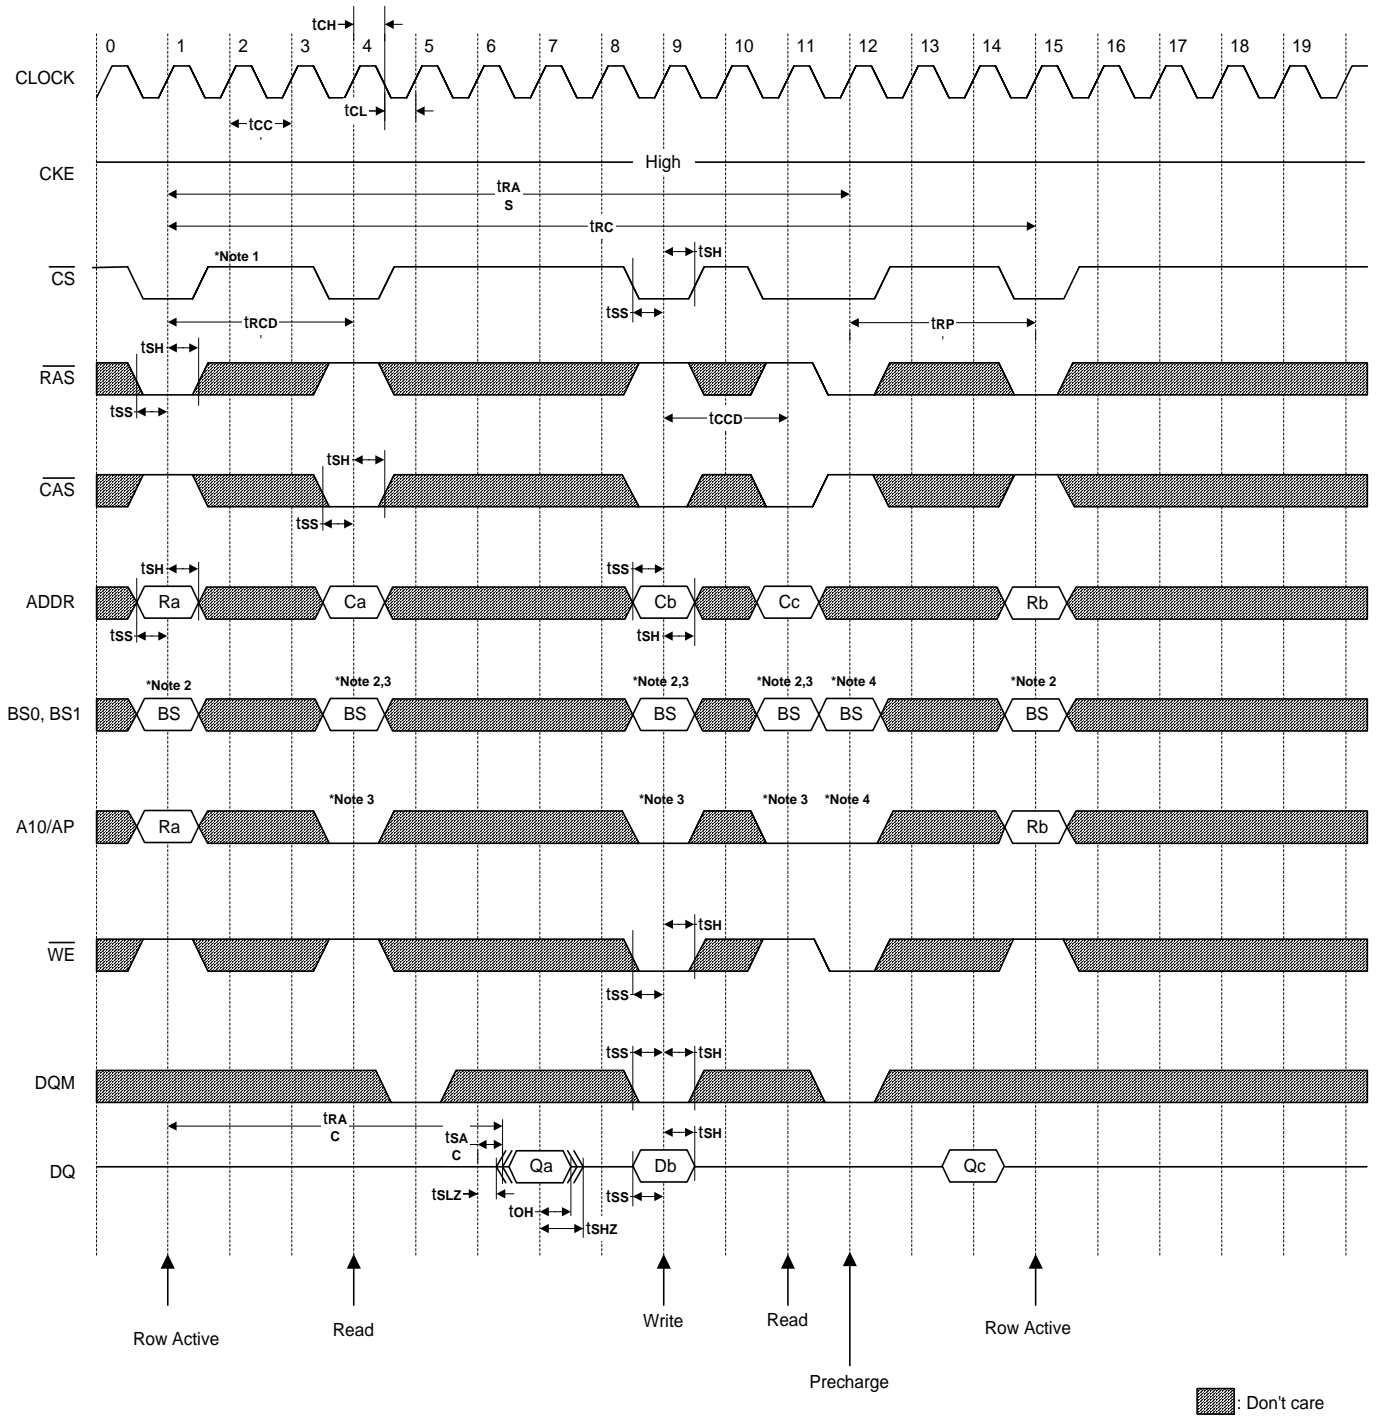 tCH
0 1 2 3 4 5 6 7 8 9 10 11 12 13 14 15 16 17 18 19
CLOCK
tCL
tCC
High
CKE
tRA
S
tRC
*Note 1
tSH
CS
tSS
tRCD
tRP
tSH
RAS
tSS
tCCD
tSH
CAS
tSS
tSH
tSS
ADDR Ra Ca Cb Cc Rb
tSS
tSH
*Note 2 *Note 2,3 *Note 2,3 *Note 2,3 *Note 4 *Note 2
BS0, BS1 BS BS BS BS BS BS
*Note 3 *Note 3 *Note 3 *Note 4
A10/AP Ra Rb
tSH
WE
tSS
tSS tSH
DQM
tRA
C
tSA
C
tSH
DQ Qa Db Qc
tSLZ
tSS
tOH
tSHZ
Row Active Read Write Read Row Active
Precharge
: Don't care